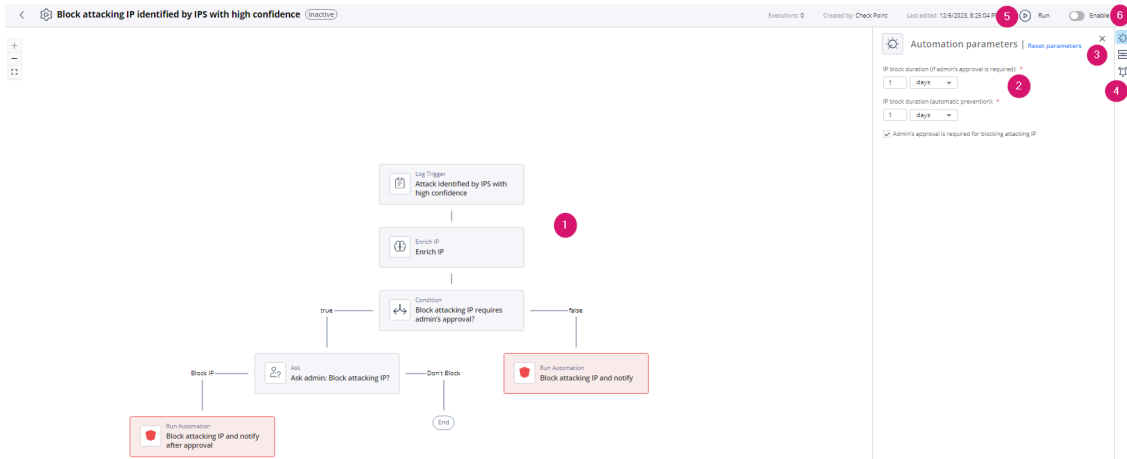 Block attacking IP identified by IPS with high confidence Inactive
Executions: 0 Created by: Check Point Last edited: 12/6/2023, 8:25:04 5 Run Enable 6
Automation parameters | Reset parameters
3
IP block duration (if admin's approval is required): *
1 days
2
4
IP block duration (automatic prevention): *
1 days
Admin's approval is required for blocking attacking IP
Log Trigger
Attack identified by IPS with
high confidence
1
Enrich IP
Enrich IP
Condition
Block attacking IP requires
admin's approval?
true
false
Ask
Ask admin: Block attacking IP?
Run Automation
Block attacking IP and notify
Block IP
Don't Block
End
Run Automation
Block attacking IP and notify
after approval